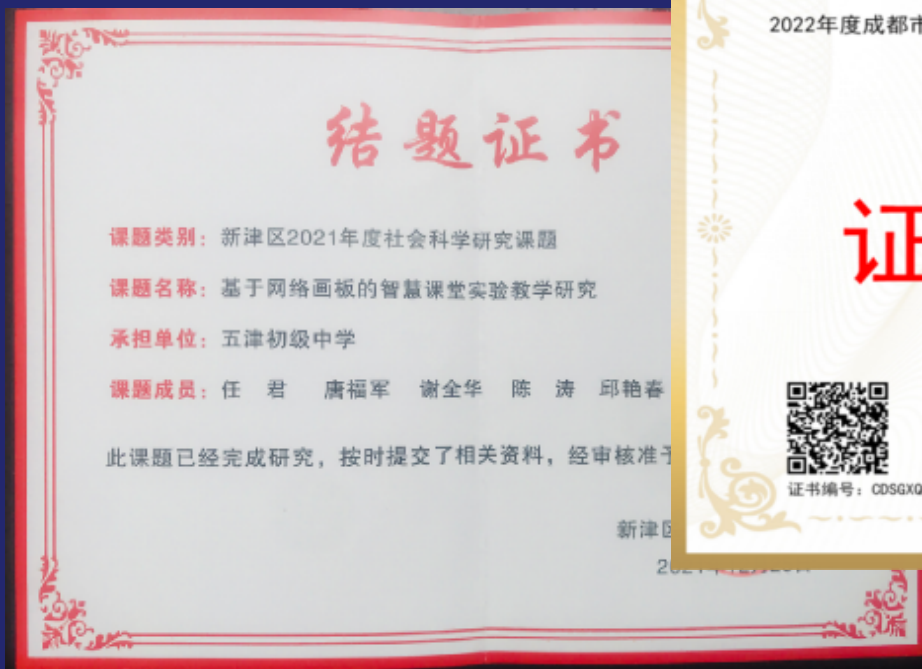 结题证书
课题类别：新津区2021年度社会科学研究课题
课题名称：基于网络画板的智慧课堂实验教学研究
承担单位：五津初级中学
课题成员：任 君 唐福军 谢全华 陈 涛 邱艳春
此课题已经完成研究，按时提交了相关资料，经审核准予
新津区
2022年度成都市
证
证书编号：CDSGXQ